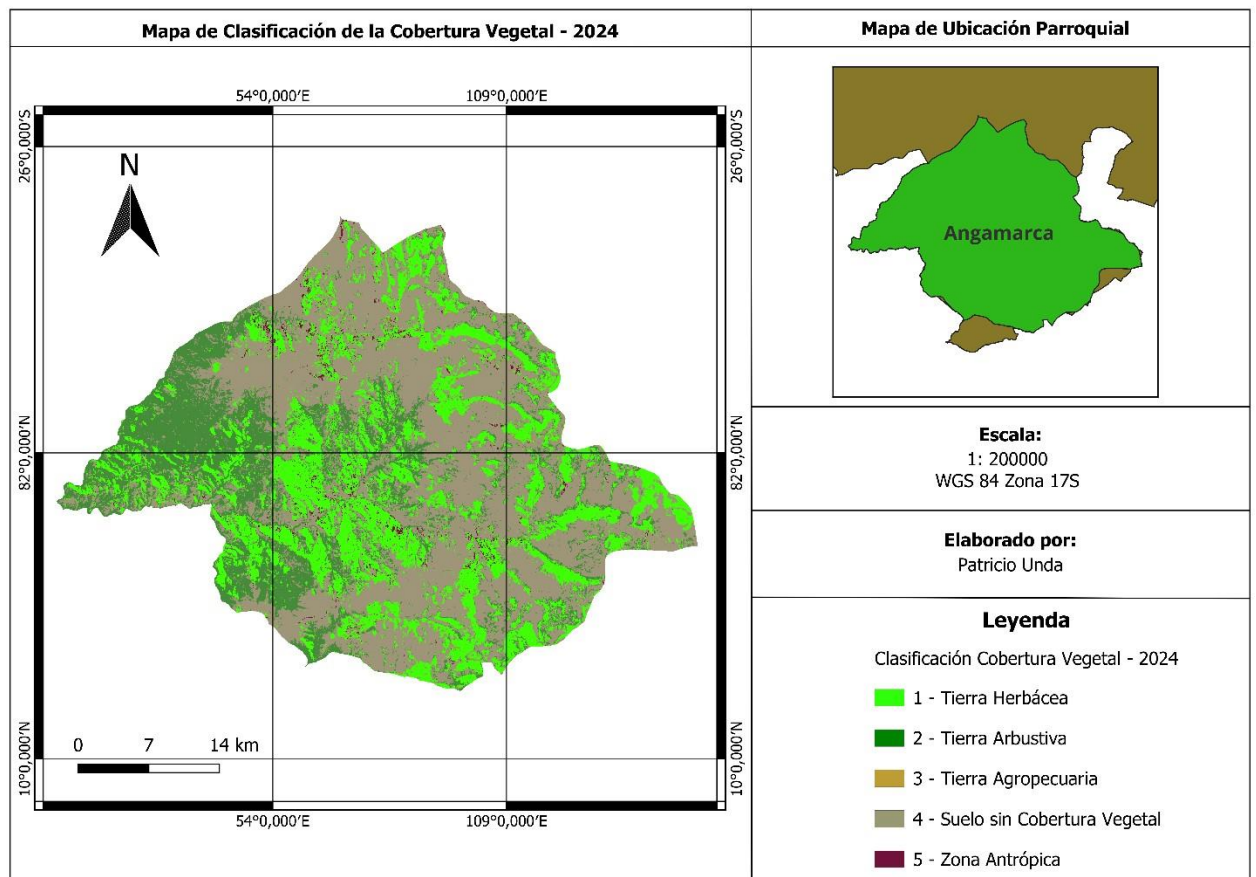 Mapa de Clasificación de la Cobertura Vegetal - 2024
54°0,000′E
109°0,000′E
26°0,000′S
26°0,000′S
N
82°0,000′N
82°0,000′N
10°0,000′N
10°0,000′N
0 7 14 km
54°0,000′E
109°0,000′E
Mapa de Ubicación Parroquial
Angamarca
Escala:
1: 200000
WGS 84 Zona 17S
Elaborado por:
Patricio Unda
Leyenda
Clasificación Cobertura Vegetal - 2024
1 - Tierra Herbácea
2 - Tierra Arbustiva
3 - Tierra Agropecuaria
4 - Suelo sin Cobertura Vegetal
5 - Zona Antrópica